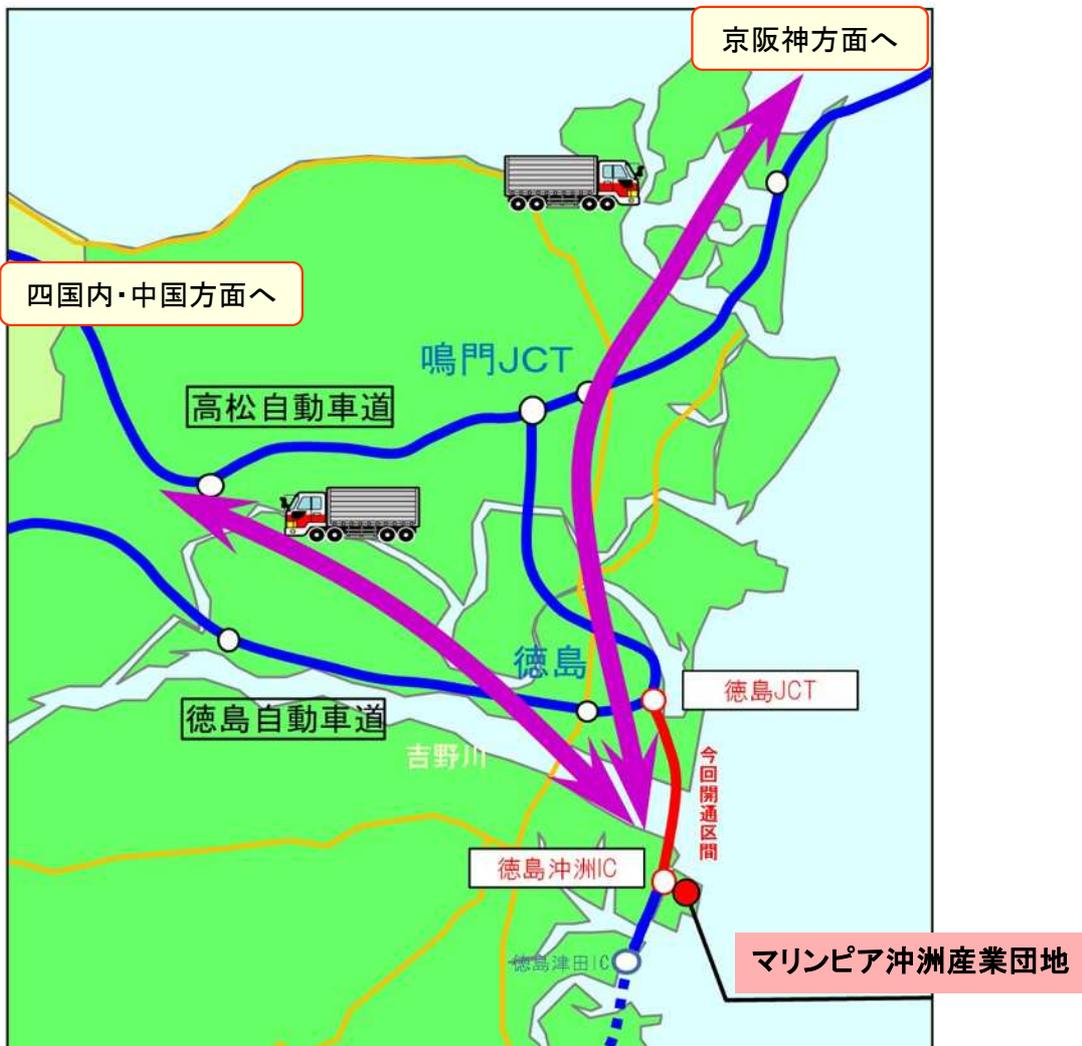 京阪神方面へ
四国内・中国方面へ
鳴門JCT
高松自動車道
徳島
徳島JCT
徳島自動車道
吉野川
今回開通区間
徳島沖洲IC
徳島津田IC
マリンピア沖洲産業団地